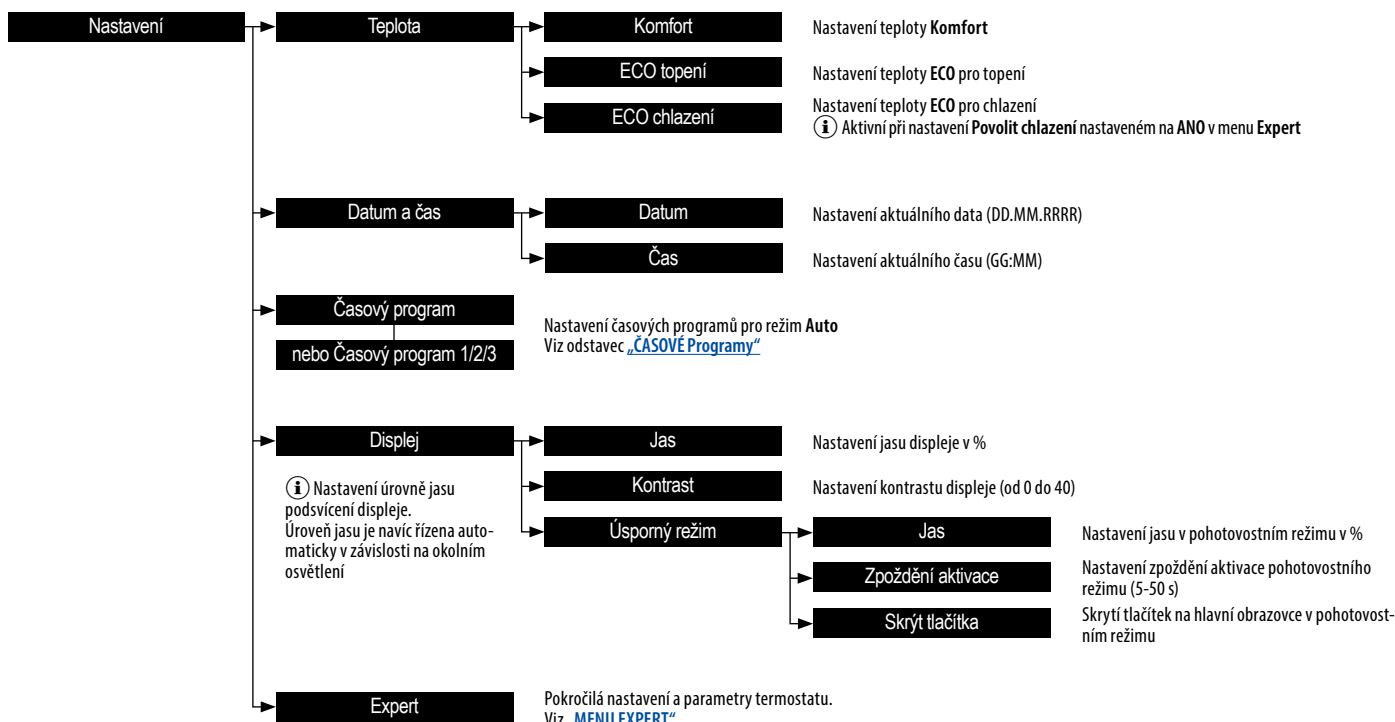 Nastavení
Teplota
Komfort
Nastavení teploty Komfort
ECO topení
Nastavení teploty ECO pro topení
ECO chlazení
Nastavení teploty ECO pro chlazení
i Aktivní při nastavení Povolit chlazení nastaveném na ANO v menu Expert
Datum a čas
Datum
Nastavení aktuálního data (DD.MM.RRRR)
Čas
Nastavení aktuálního času (GG:MM)
Časový program
nebo Časový program 1/2/3
Nastavení časových programů pro režim Auto
Viz odstavec „ČASOVÉ Programy“
Displej
i Nastavení úrovně jasu
podsvícení displeje.
Úroveň jasu je navíc řízena auto-
maticky v závislosti na okolním
osvětlení
Jas
Nastavení jasu displeje v %
Kontrast
Nastavení kontrastu displeje (od 0 do 40)
Úsporný režim
Jas
Nastavení jasu v pohotovostním režimu v %
Zpoždění aktivace
Nastavení zpoždění aktivace pohotovostního
režimu (5-50 s)
Skrýt tlačítka
Skrytí tlačítek na hlavní obrazovce v pohotovost-
ním režimu
Expert
Pokročilá nastavení a parametry termostatu.
Viz „MENU EXPERT“